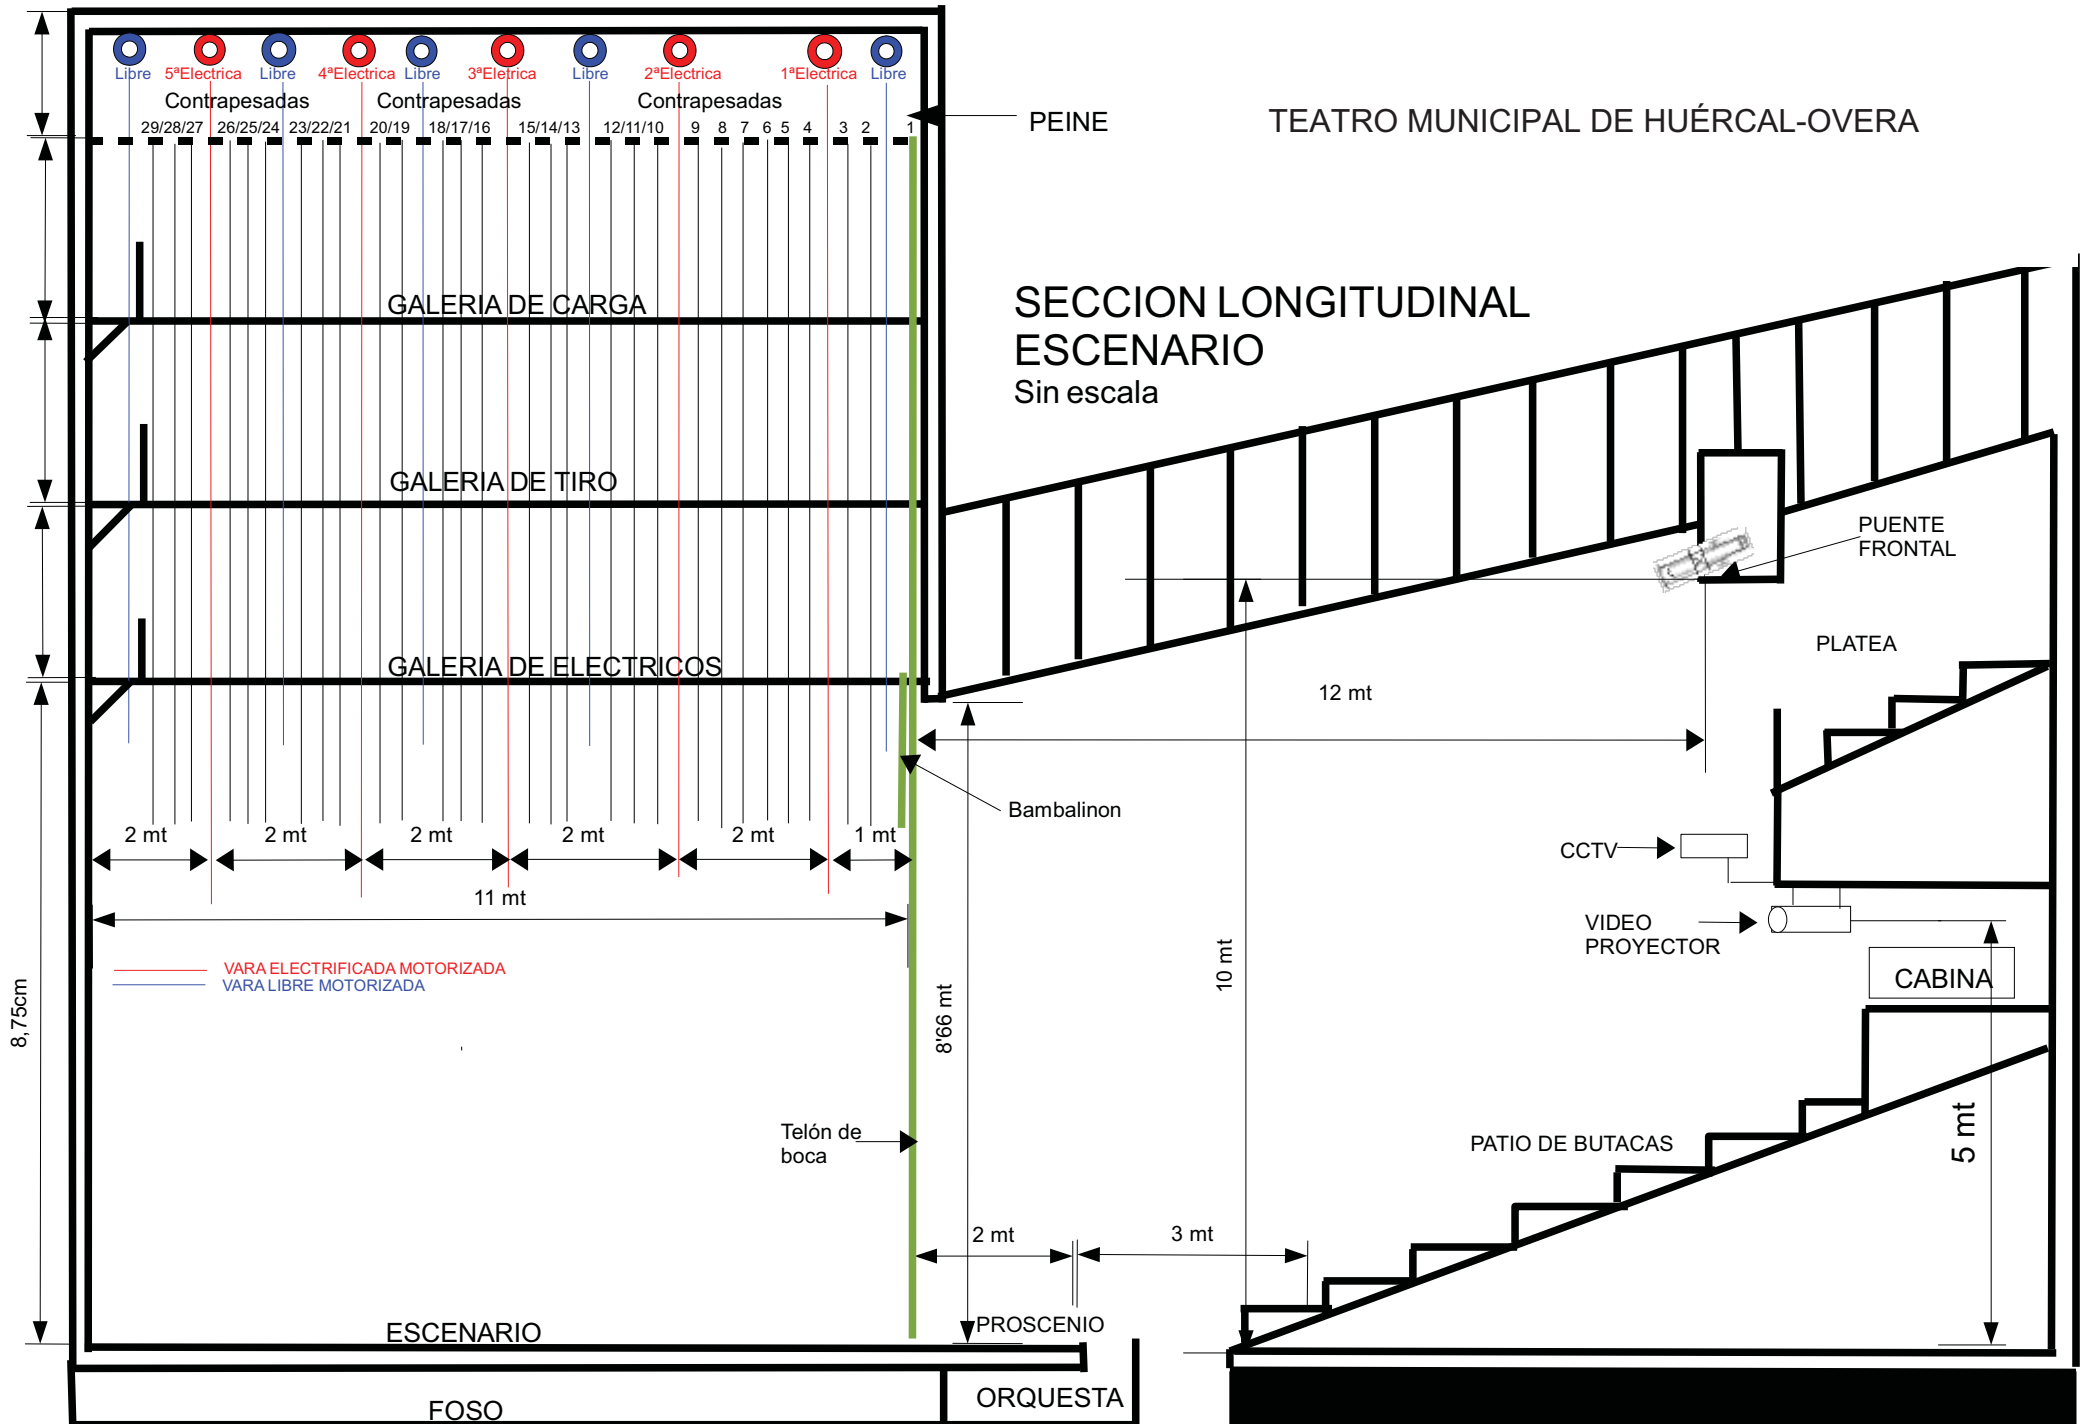 Libre
5ªElectrica
Libre
4ªElectrica
Libre
3ªEletrica
Libre
2ªElectrica
1ªElectrica
Libre
Contrapesadas
Contrapesadas
Contrapesadas
29/28/27
26/25/24
23/22/21
20/19
18/17/16
15/14/13
12/11/10
9
8
7
6
5
4
3
2
1
PEINE
TEATRO MUNICIPAL DE HUÉRCAL-OVERA
GALERIA DE CARGA
SECCION LONGITUDINAL
ESCENARIO
Sin escala
GALERIA DE TIRO
PUENTE
FRONTAL
GALERIA DE ELECTRICOS
PLATEA
12 mt
Bambalinon
2 mt
2 mt
2 mt
2 mt
2 mt
1 mt
CCTV
11 mt
VIDEO
PROYECTOR
CABINA
VARA ELECTRIFICADA MOTORIZADA
VARA LIBRE MOTORIZADA
8,75cm
8'66 mt
10 mt
5 mt
Telón de
boca
PATIO DE BUTACAS
2 mt
3 mt
PROSCENIO
ESCENARIO
ORQUESTA
FOSO